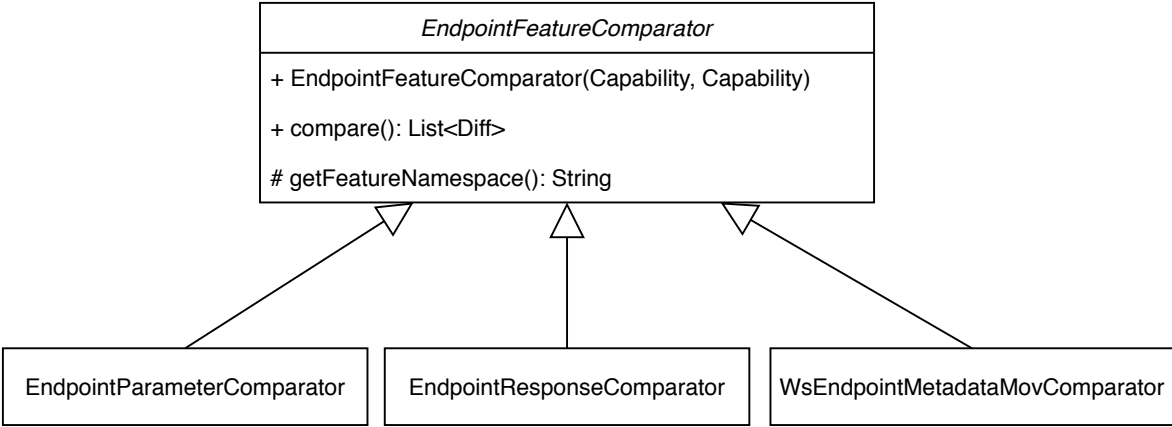 EndpointFeatureComparator
+ EndpointFeatureComparator(Capability, Capability)
+ compare(): List<Diff>
# getFeatureNamespace(): String
EndpointParameterComparator
EndpointResponseComparator
WsEndpointMetadataMovComparator